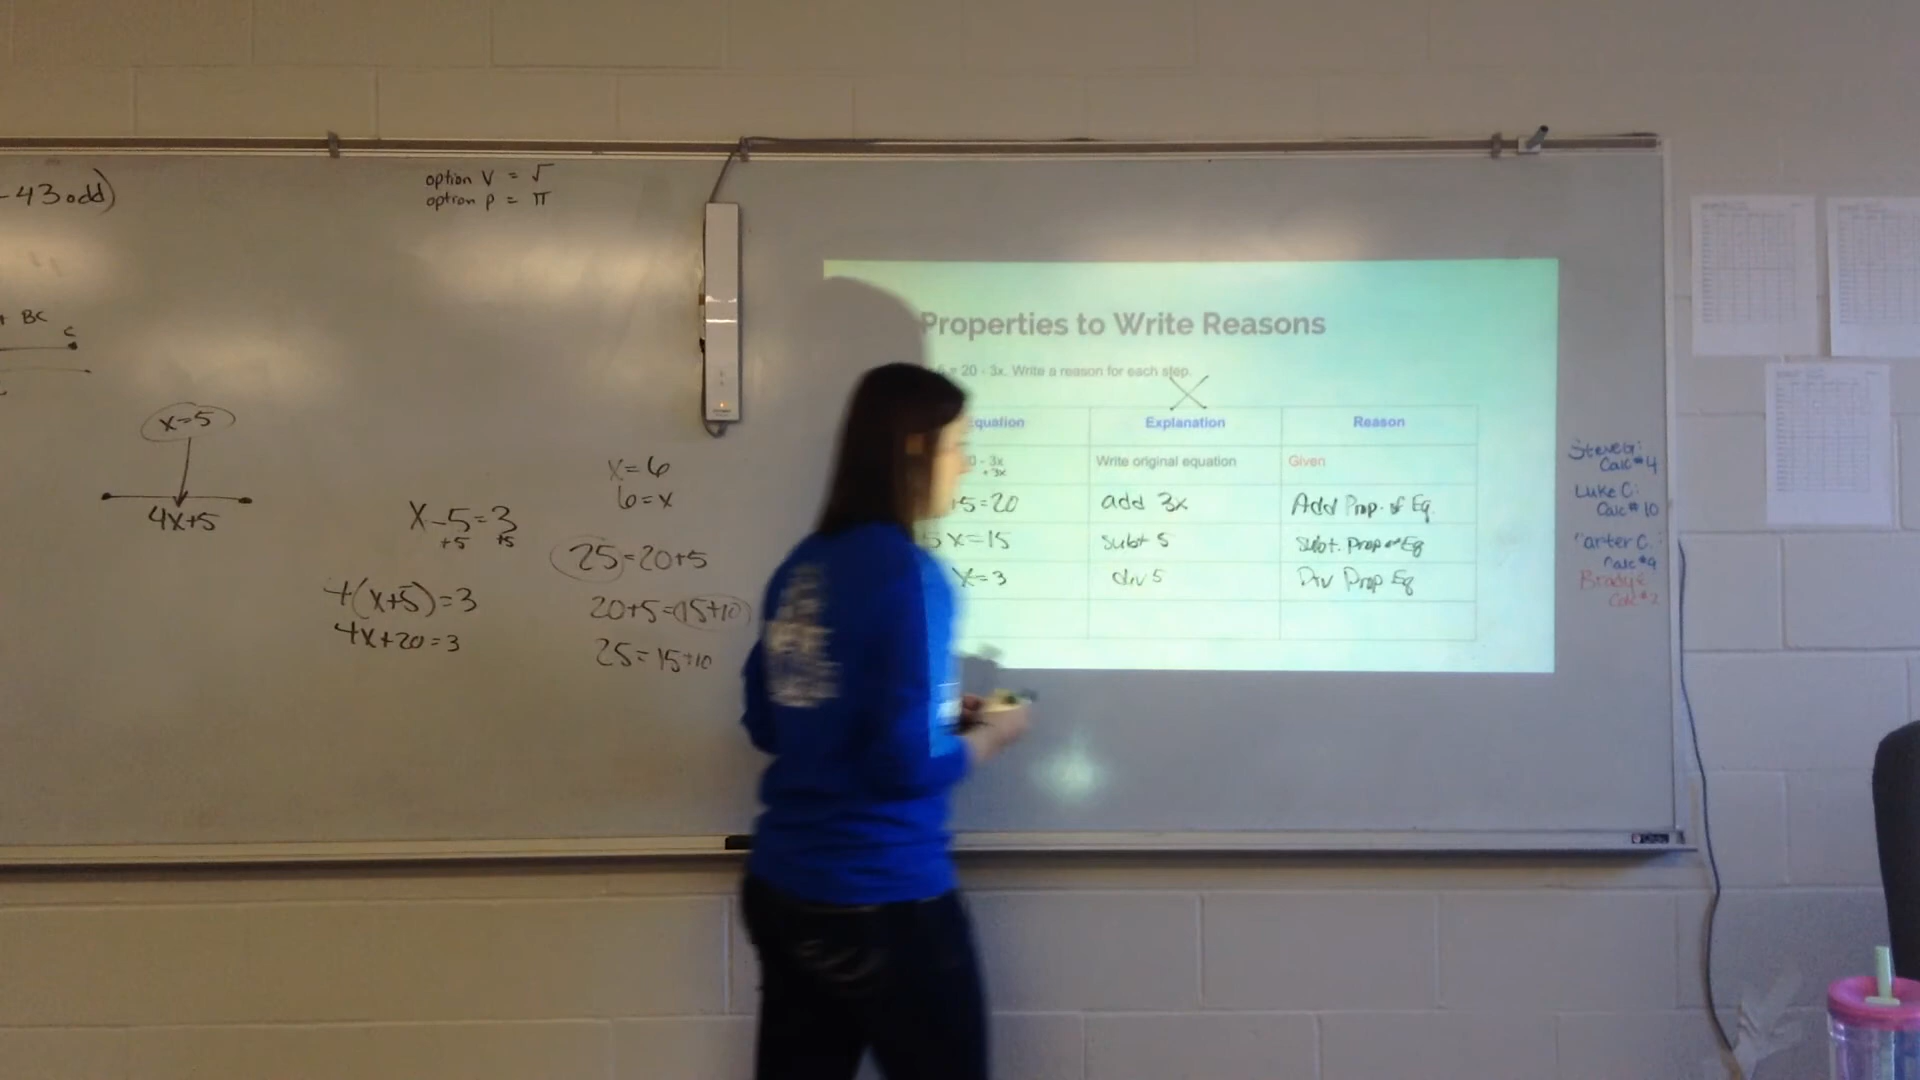 -43 odd)
option V = √
option p = π
+ BC
C
x=5
4x+5
x-5=3
+5 +5
4(x+5)=3
4x+20=3
x=6
6=x
25=20+5
20+5=15+10
25=15+10
Properties to Write Reasons
= 20 - 3x. Write a reason for each step.
Equation Explanation Reason
- 3x Write original equation Given
+3x
+5=20 add 3x Add Prop. of Eq.
5x=15 subt 5 Subt. Prop of Eq
x=3 div 5 Div Prop Eq
Calc #4
Luke C:
Calc #10
Carter C.:
Calc #9